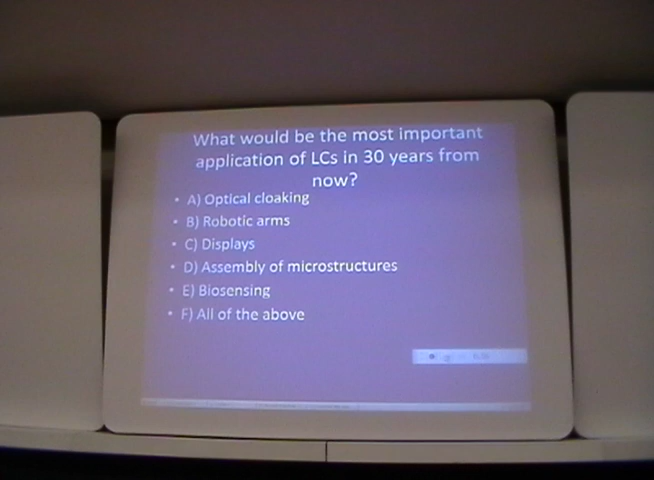 What would be the most important
application of LCs in 30 years from
now?
• A) Optical cloaking
• B) Robotic arms
• C) Displays
• D) Assembly of microstructures
• E) Biosensing
• F) All of the above